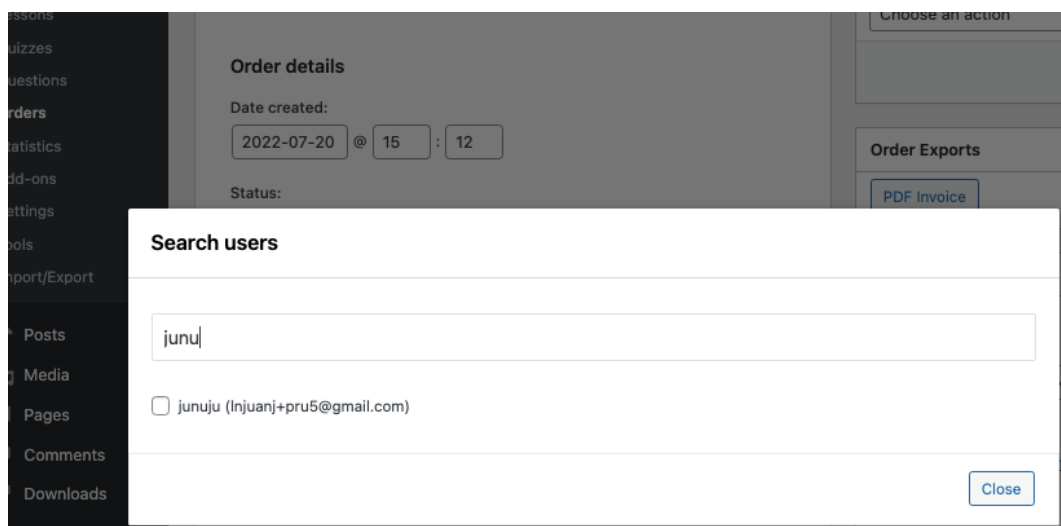 essons
Choose an action
uizzes
uestions
Order details
rders
Date created:
2022-07-20 @ 15 : 12
tatistics
Order Exports
dd-ons
Status:
PDF Invoice
ettings
ools
Search users
mport/Export
junu
Posts
Media
junuju (lnjuanj+pru5@gmail.com)
Pages
Comments
Close
Downloads